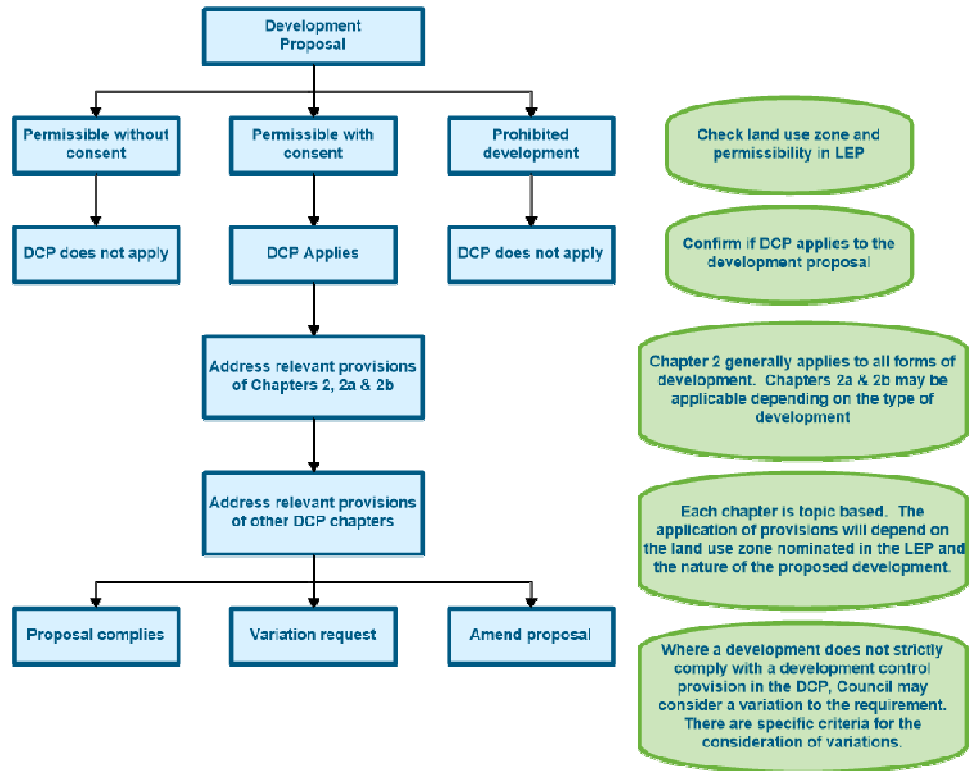 Development
Proposal
Permissible without
consent
Permissible with
consent
Prohibited
development
Check land use zone and
permissibility in LEP
DCP does not apply
DCP Applies
DCP does not apply
Confirm if DCP applies to the
development proposal
Address relevant provisions
of Chapters 2, 2a & 2b
Chapter 2 generally applies to all forms of
development. Chapters 2a & 2b may be
applicable depending on the type of
development
Address relevant provisions
of other DCP chapters
Each chapter is topic based. The
application of provisions will depend on
the land use zone nominated in the LEP and
the nature of the proposed development.
Proposal complies
Variation request
Amend proposal
Where a development does not strictly
comply with a development control
provision in the DCP, Council may
consider a variation to the requirement.
There are specific criteria for the
consideration of variations.